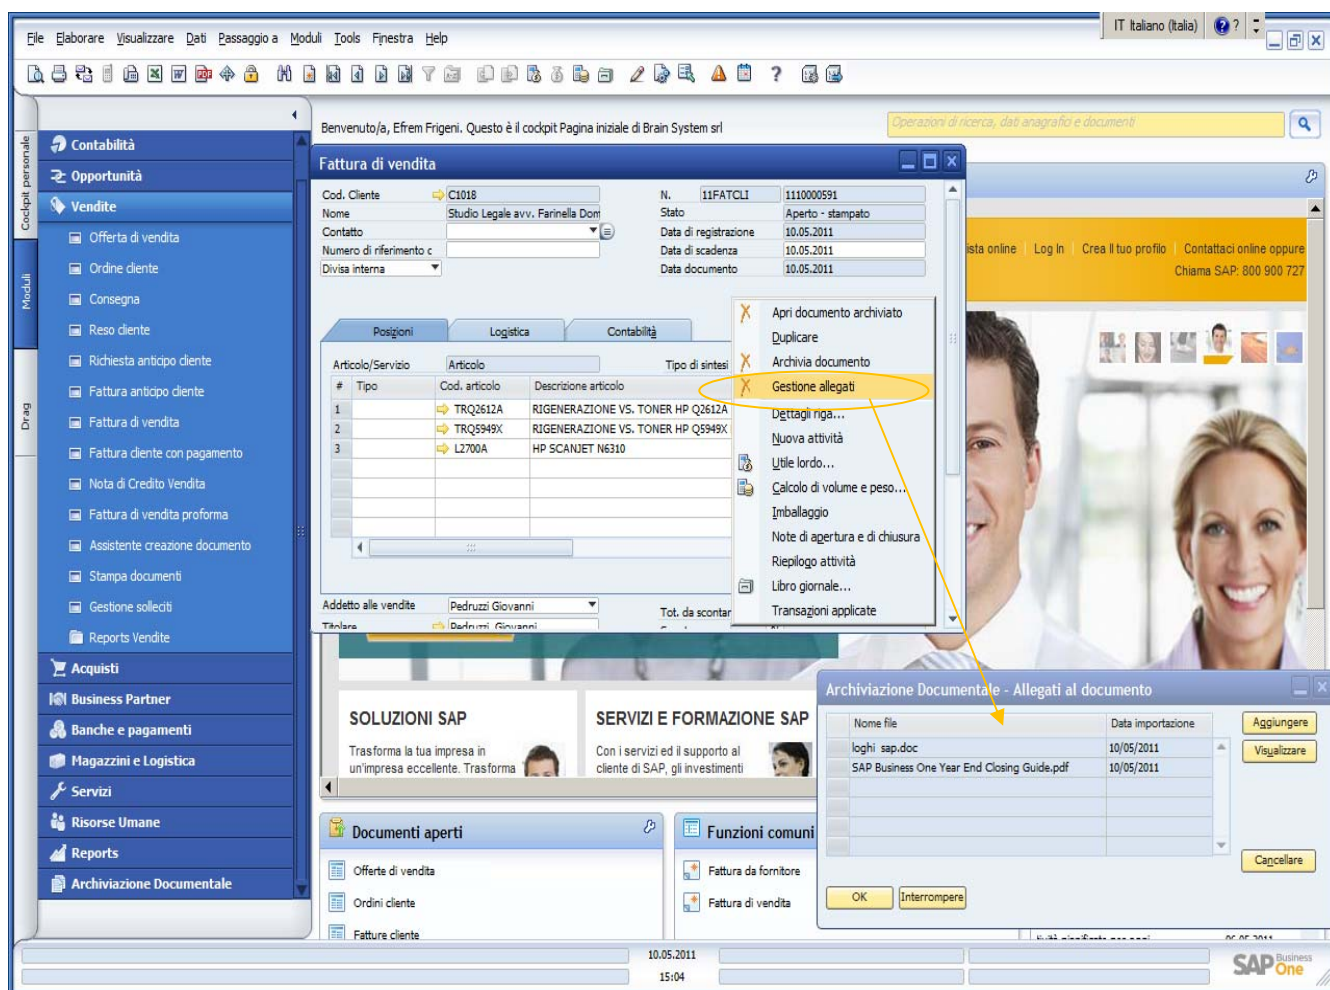 IT Italiano (Italia) ?
File Elaborare Visualizzare Dati Passaggio a Moduli Tools Finestra Help
Benvenuto/a, Efrem Frigeni. Questo è il cockpit Pagina iniziale di Brain System srl
Operazioni di ricerca, dati anagrafici e documenti
Cockpit personale
Moduli
Drag
Contabilità
Opportunità
Vendite
Offerta di vendita
Ordine cliente
Consegna
Reso cliente
Richiesta anticipo cliente
Fattura anticipo cliente
Fattura di vendita
Fattura cliente con pagamento
Nota di Credito Vendita
Fattura di vendita proforma
Assistente creazione documento
Stampa documenti
Gestione solleciti
Reports Vendite
Acquisti
Business Partner
Banche e pagamenti
Magazzini e Logistica
Servizi
Risorse Umane
Reports
Archiviazione Documentale
Fattura di vendita
Cod. Cliente C1018 N. 11FATCLI 1110000591
Nome Studio Legale avv. Farinella Dom Stato Aperto - stampato
Contatto Data di registrazione 10.05.2011
Numero di riferimento c Data di scadenza 10.05.2011
Divisa interna Data documento 10.05.2011
Posizioni Logistica Contabilità
Articolo/Servizio Articolo Tipo di sintesi
# Tipo Cod. articolo Descrizione articolo
1 TRQ2612A RIGENERAZIONE VS. TONER HP Q2612A
2 TRQ5949X RIGENERAZIONE VS. TONER HP Q5949X
3 L2700A HP SCANJET N6310
Addetto alle vendite Pedruzzi Giovanni Tot. da scontar
Titolare Pedruzzi Giovanni
Apri documento archiviato
Duplicare
Archivia documento
Gestione allegati
Dettagli riga...
Nuova attività
Utile lordo...
Calcolo di volume e peso...
Imballaggio
Note di apertura e di chiusura
Riepilogo attività
Libro giornale...
Transazioni applicate
ista online | Log In | Crea Il tuo profilo | Contattaci online oppure
Chiama SAP: 800 900 727
SOLUZIONI SAP
Trasforma la tua impresa in
un'impresa eccellente. Trasforma
SERVIZI E FORMAZIONE SAP
Con i servizi ed il supporto al
cliente di SAP, gli investimenti
Archiviazione Documentale - Allegati al documento
Nome file Data importazione
loghi sap.doc 10/05/2011
SAP Business One Year End Closing Guide.pdf 10/05/2011
Aggiungere
Visualizzare
Cancellare
OK Interrompere
Documenti aperti
Offerte di vendita
Ordini cliente
Fatture cliente
Funzioni comuni
Fattura da fornitore
Fattura di vendita
10.05.2011
15:04
SAP Business One